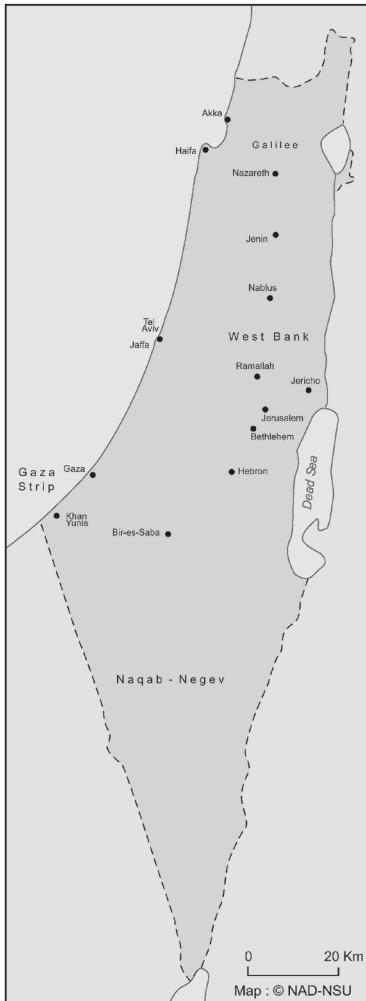 Akka
Galilee
Haifa
Nazareth
Jenin
Nablus
Tel
Aviv
Jaffa
West Bank
Ramallah
Jericho
Jerusalem
Bethlehem
Dead Sea
Gaza
Strip
Gaza
Hebron
Khan
Yunis
Bir-es-Saba
Naqab - Negev
0 20 Km
Map : © NAD-NSU